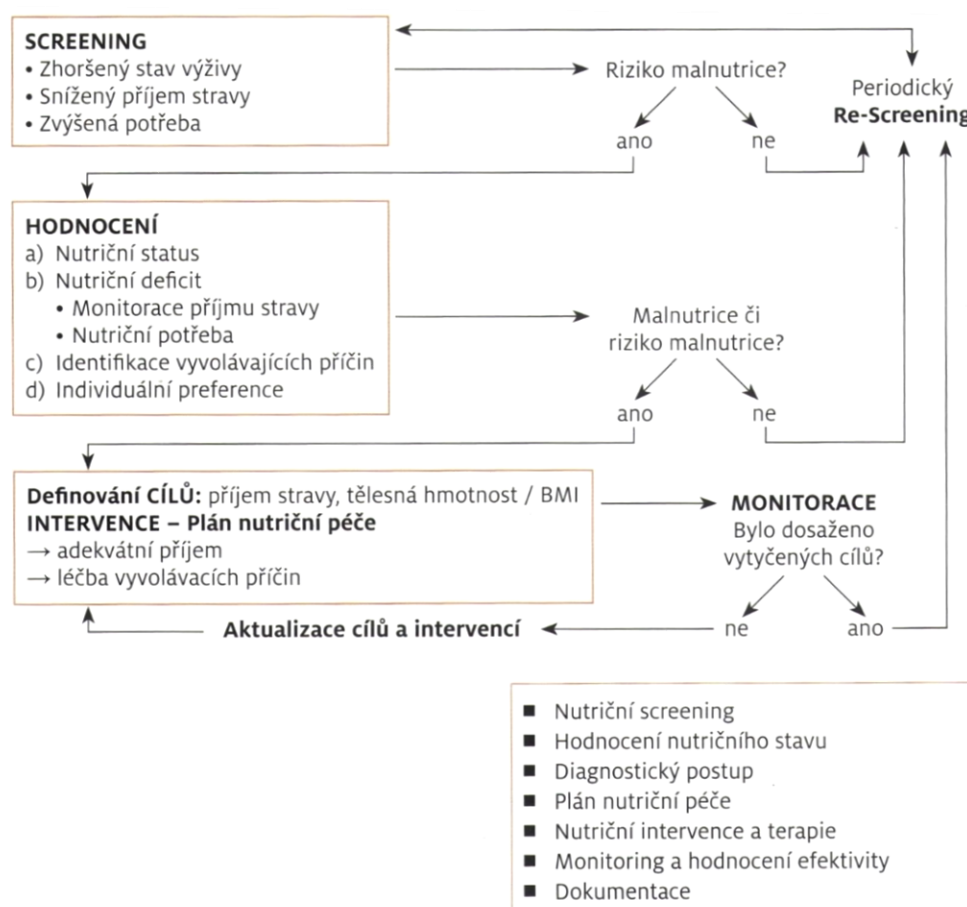 SCREENING
• Zhoršený stav výživy
• Snížený příjem stravy
• Zvýšená potřeba
Riziko malnutrice?
ano
ne
Periodický
Re-Screening
HODNOCENÍ
a) Nutriční status
b) Nutriční deficit
• Monitorace příjmu stravy
• Nutriční potřeba
c) Identifikace vyvolávajících příčin
d) Individuální preference
Malnutrice či
riziko malnutrice?
ano
ne
Definování CÍLŮ: příjem stravy, tělesná hmotnost / BMI
INTERVENCE – Plán nutriční péče
→ adekvátní příjem
→ léčba vyvolávacích příčin
MONITORACE
Bylo dosaženo
vytyčených cílů?
ne
ano
Aktualizace cílů a intervencí
■ Nutriční screening
■ Hodnocení nutričního stavu
■ Diagnostický postup
■ Plán nutriční péče
■ Nutriční intervence a terapie
■ Monitoring a hodnocení efektivity
■ Dokumentace